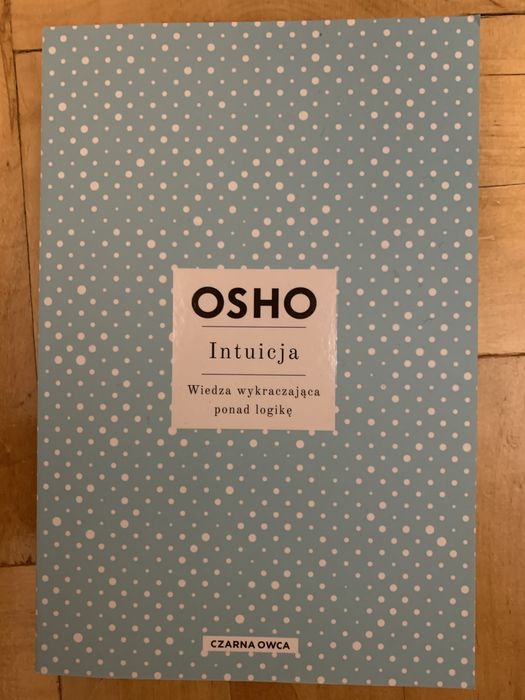 OSHO
Intuicja
Wiedza wykraczająca
ponad logikę
CZARNA OWCA